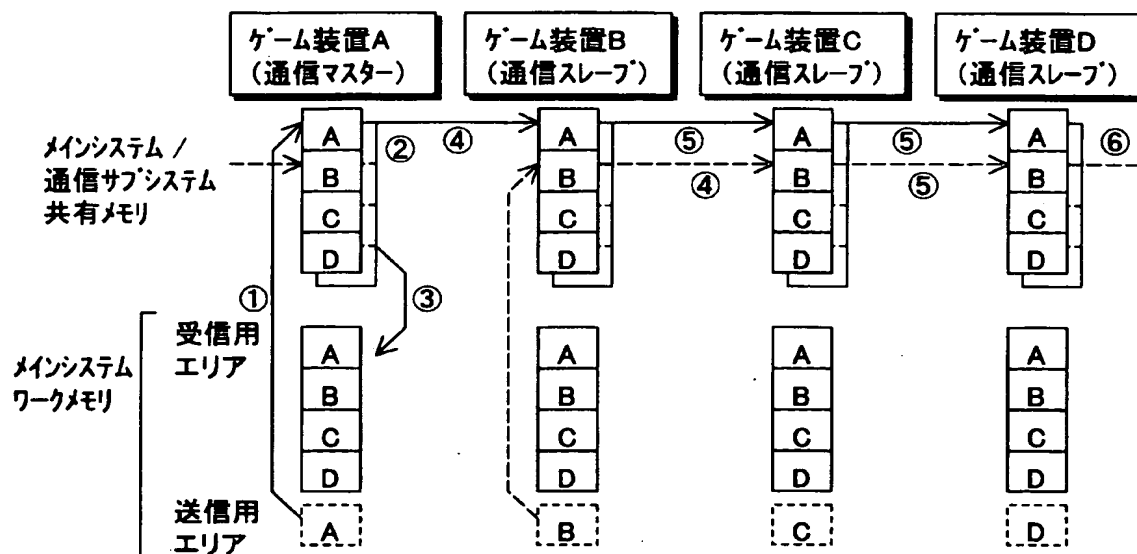 ゲーム装置A
(通信マスター)
ゲーム装置B
(通信スレーブ)
ゲーム装置C
(通信スレーブ)
ゲーム装置D
(通信スレーブ)
メインシステム /
通信サブシステム
共有メモリ
A
B
C
D
②
④
A
B
C
D
⑤
④
A
B
C
D
⑤
⑤
A
B
C
D
⑥
①
③
メインシステム
ワークメモリ
受信用
エリア
A
B
C
D
A
B
C
D
A
B
C
D
A
B
C
D
送信用
エリア
A
B
C
D